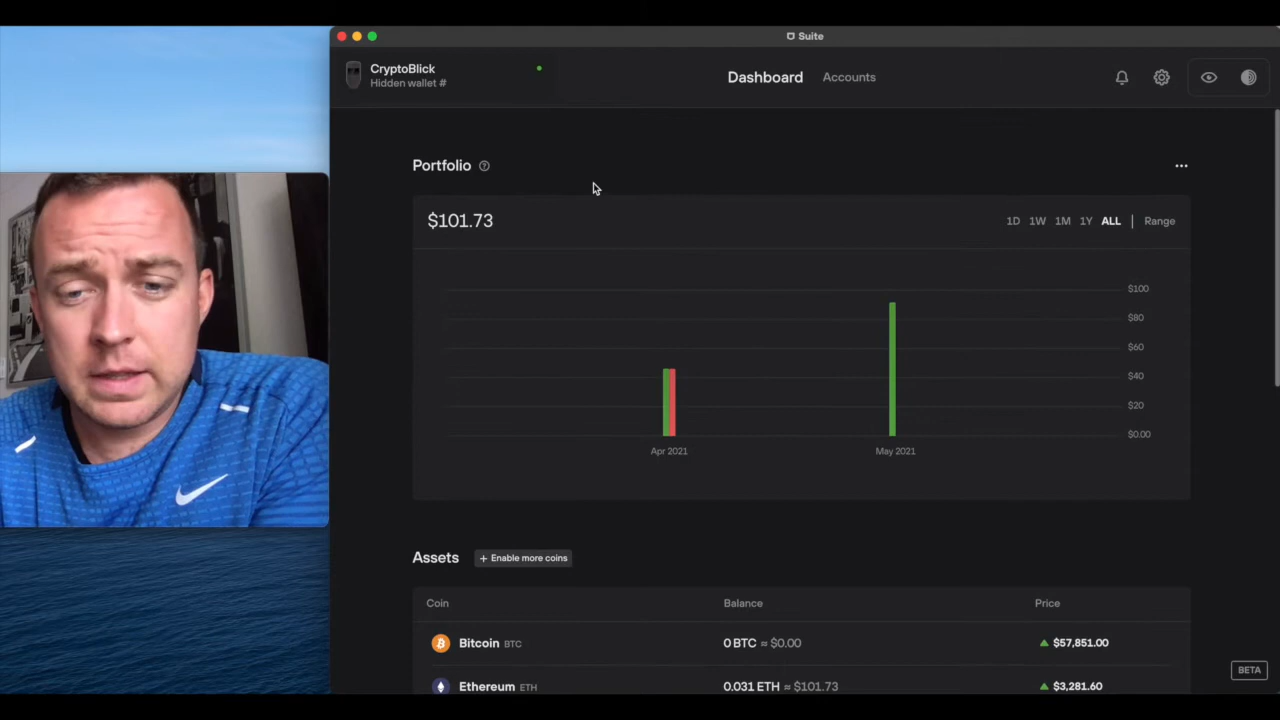 Suite
CryptoBlick
Hidden wallet #
Dashboard
Accounts
Portfolio
$101.73
1D 1W 1M 1Y ALL | Range
$100
$80
$60
$40
$20
$0.00
Apr 2021
May 2021
Assets
+ Enable more coins
Coin Balance Price
Bitcoin BTC 0 BTC ≈ $0.00 $57,851.00
Ethereum ETH 0.031 ETH ≈ $101.73 $3,281.60
BETA